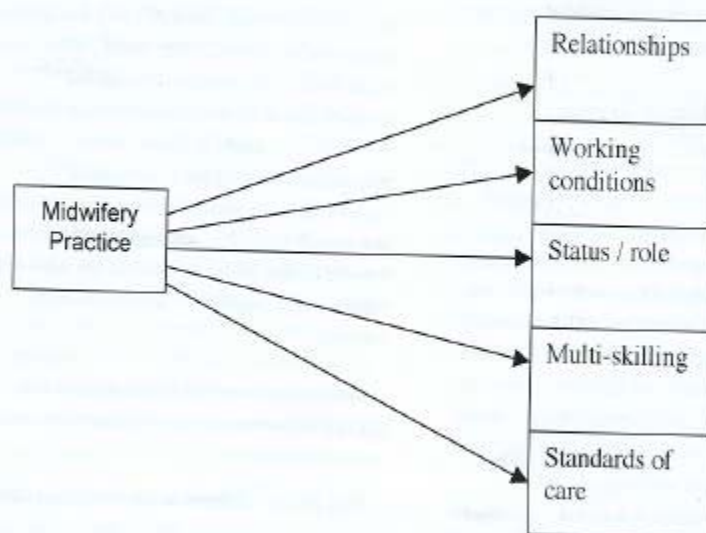 Relationships
Working
conditions
Midwifery
Practice
Status / role
Multi-skilling
Standards of
care